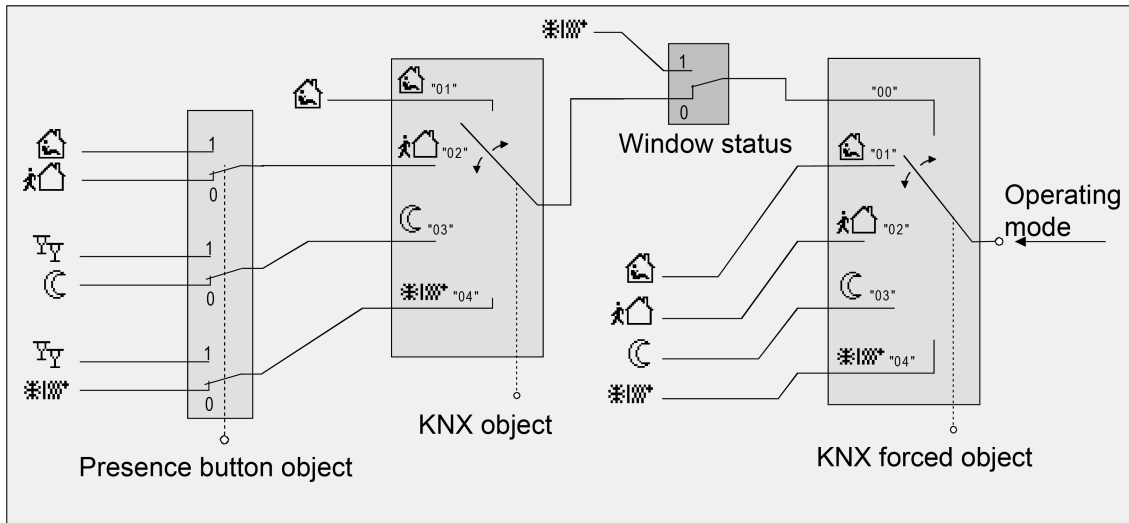 1
0
1
0
1
0
Presence button object
"01"
"02"
"03"
"04"
KNX object
1
0
Window status
"00"
"01"
"02"
"03"
"04"
KNX forced object
Operating
mode